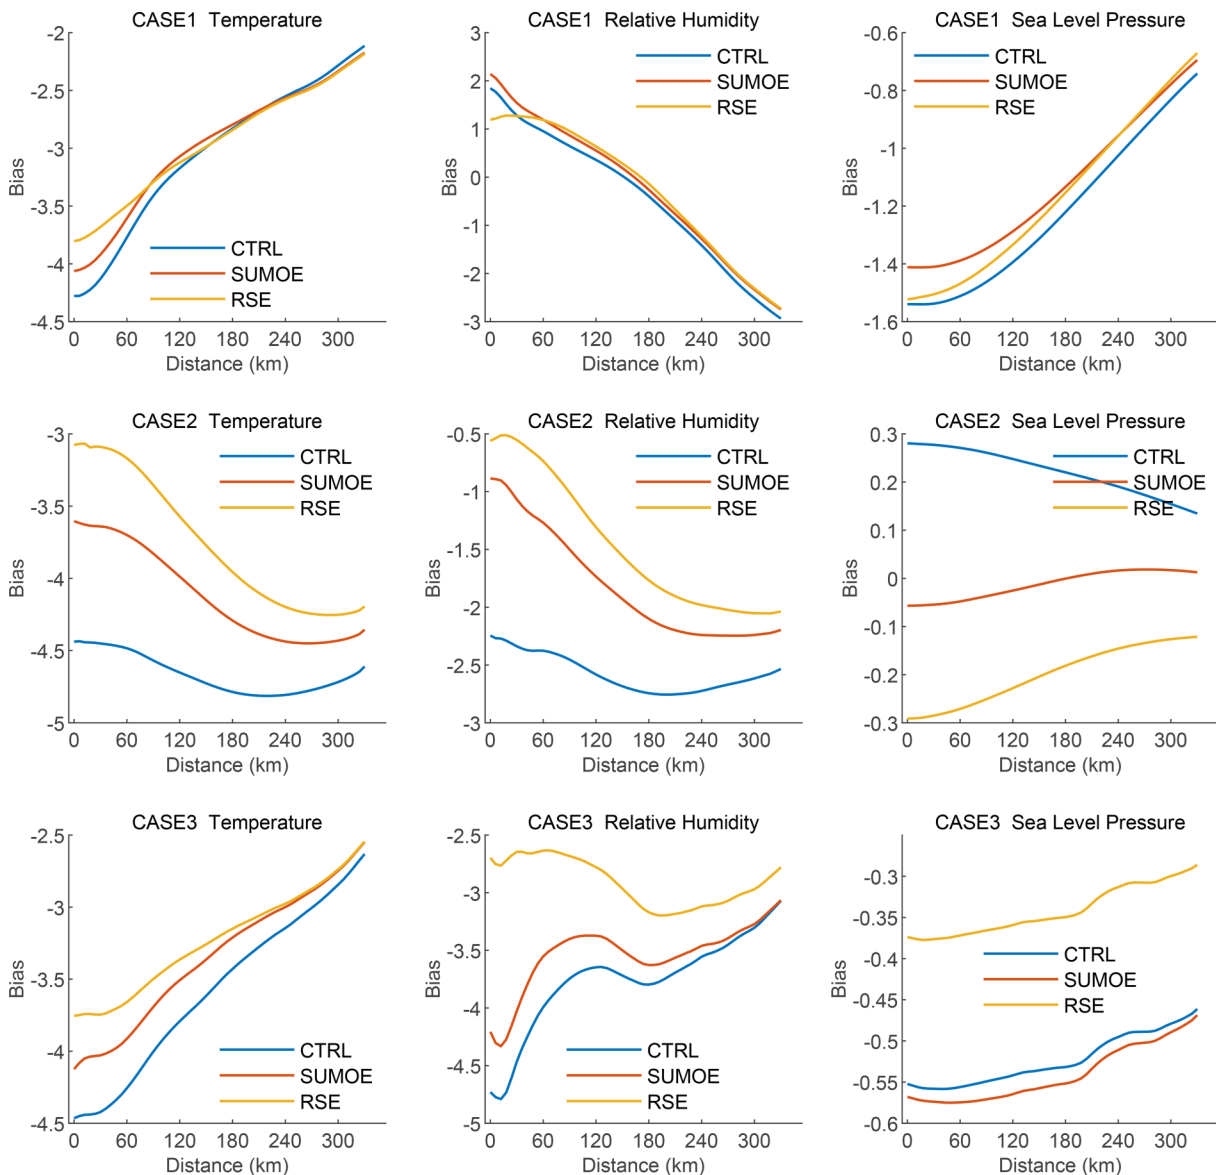 CASE1 Temperature
-2
-2.5
-3
-3.5
-4
-4.5
Bias
CTRL
SUMOE
RSE
0 60 120 180 240 300
Distance (km)
CASE1 Relative Humidity
3
2
1
0
-1
-2
-3
Bias
CTRL
SUMOE
RSE
0 60 120 180 240 300
Distance (km)
CASE1 Sea Level Pressure
-0.6
-0.8
-1
-1.2
-1.4
-1.6
Bias
CTRL
SUMOE
RSE
0 60 120 180 240 300
Distance (km)
CASE2 Temperature
-3
-3.5
-4
-4.5
-5
Bias
CTRL
SUMOE
RSE
0 60 120 180 240 300
Distance (km)
CASE2 Relative Humidity
-0.5
-1
-1.5
-2
-2.5
-3
Bias
CTRL
SUMOE
RSE
0 60 120 180 240 300
Distance (km)
CASE2 Sea Level Pressure
0.3
0.2
0.1
0
-0.1
-0.2
-0.3
Bias
CTRL
SUMOE
RSE
0 60 120 180 240 300
Distance (km)
CASE3 Temperature
-2.5
-3
-3.5
-4
-4.5
Bias
CTRL
SUMOE
RSE
0 60 120 180 240 300
Distance (km)
CASE3 Relative Humidity
-2.5
-3
-3.5
-4
-4.5
-5
Bias
CTRL
SUMOE
RSE
0 60 120 180 240 300
Distance (km)
CASE3 Sea Level Pressure
-0.3
-0.35
-0.4
-0.45
-0.5
-0.55
-0.6
Bias
CTRL
SUMOE
RSE
0 60 120 180 240 300
Distance (km)